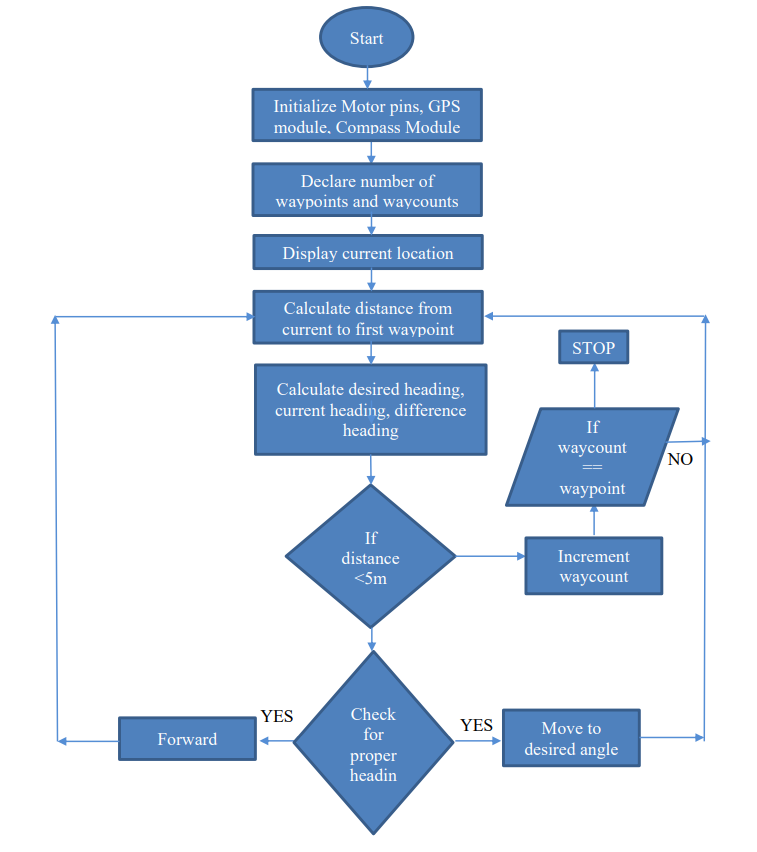 Start
Initialize Motor pins, GPS
module, Compass Module
Declare number of
waypoints and waycounts
Display current location
Calculate distance from
current to first waypoint
STOP
Calculate desired heading,
current heading, difference
heading
If
waycount
==
waypoint
NO
If
distance
<5m
Increment
waycount
Check
for
proper
headin
YES
Forward
YES
Move to
desired angle